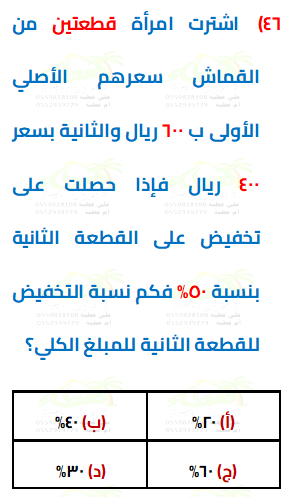 ٤٦) اشترت امرأة قطعتين من
القماش سعرهم الأصلي
الأولى ب ٦٠٠ ريال والثانية بسعر
٤٠٠ ريال فإذا حصلت على
تخفيض على القطعة الثانية
بنسبة ٥٠% فكم نسبة التخفيض
للقطعة الثانية للمبلغ الكلي؟
(أ) ٢٠% (ب) ٤٠%
(ج) ٦٠% (د) ٣٠%